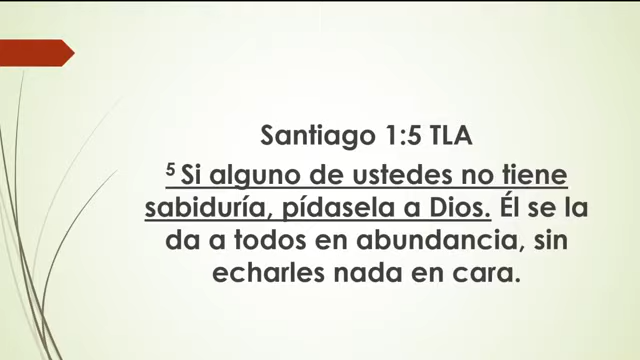 Santiago 1:5 TLA
5 Si alguno de ustedes no tiene
sabiduría, pídasela a Dios. Él se la
da a todos en abundancia, sin
echarles nada en cara.